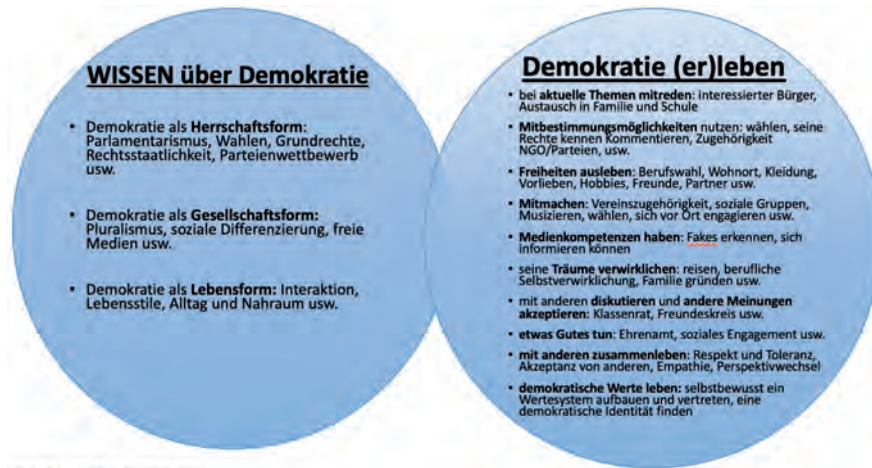 WISSEN über Demokratie
• Demokratie als Herrschaftsform:
Parlamentarismus, Wahlen, Grundrechte,
Rechtsstaatlichkeit, Parteienwettbewerb
usw.
• Demokratie als Gesellschaftsform:
Pluralismus, soziale Differenzierung, freie
Medien usw.
• Demokratie als Lebensform: Interaktion,
Lebensstile, Alltag und Nahraum usw.
Demokratie (er)leben
• bei aktuelle Themen mitreden: interessierter Bürger,
Austausch in Familie und Schule
• Mitbestimmungsmöglichkeiten nutzen: wählen, seine
Rechte kennen Kommentieren, Zugehörigkeit
NGO/Parteien, usw.
• Freiheiten ausleben: Berufswahl, Wohnort, Kleidung,
Vorlieben, Hobbies, Freunde, Partner usw.
• Mitmachen: Vereinszugehörigkeit, soziale Gruppen,
Musizieren, wählen, sich vor Ort engagieren usw.
• Medienkompetenzen haben: Fakes erkennen, sich
informieren können
• seine Träume verwirklichen: reisen, berufliche
Selbstverwirklichung, Familie gründen usw.
• mit anderen diskutieren und andere Meinungen
akzeptieren: Klassenrat, Freundeskreis usw.
• etwas Gutes tun: Ehrenamt, soziales Engagement usw.
• mit anderen zusammenleben: Respekt und Toleranz,
Akzeptanz von anderen, Empathie, Perspektivwechsel
• demokratische Werte leben: selbstbewusst ein
Wertesystem aufbauen und vertreten, eine
demokratische Identität finden